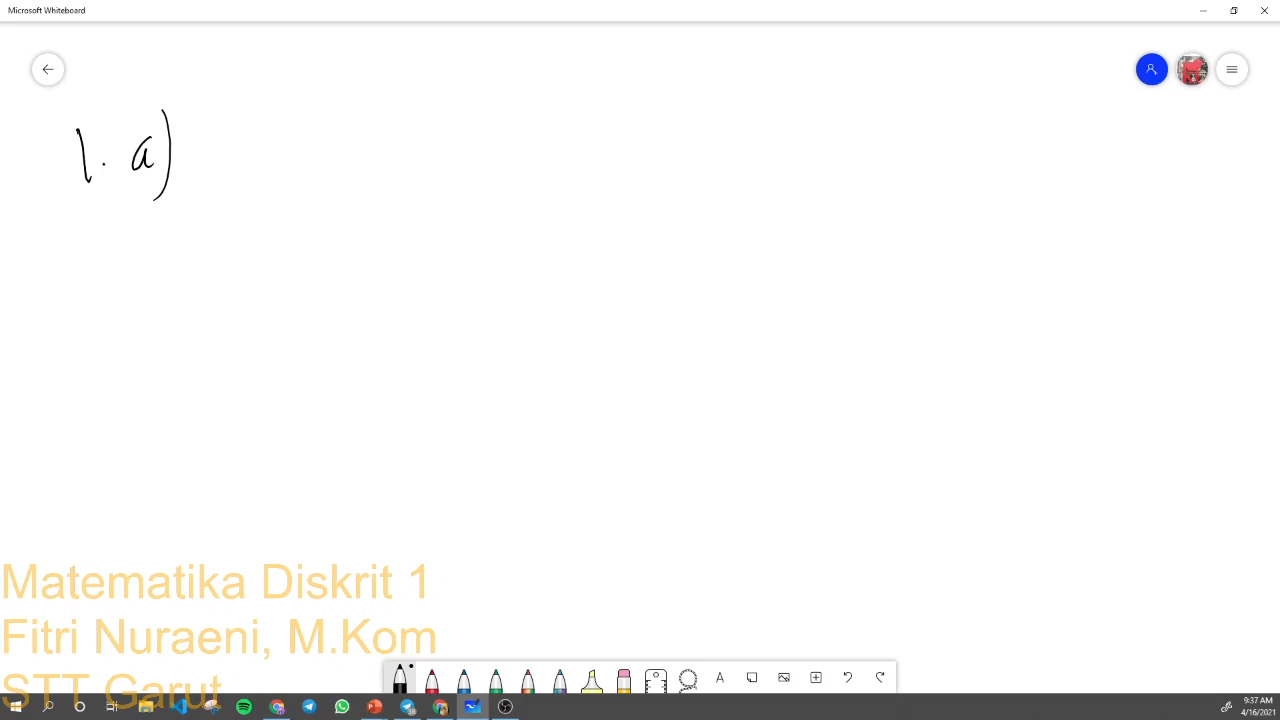 Microsoft Whiteboard
1. a)
Matematika Diskrit 1
Fitri Nuraeni, M.Kom
STT Garut
A
9:37 AM
4/16/2021